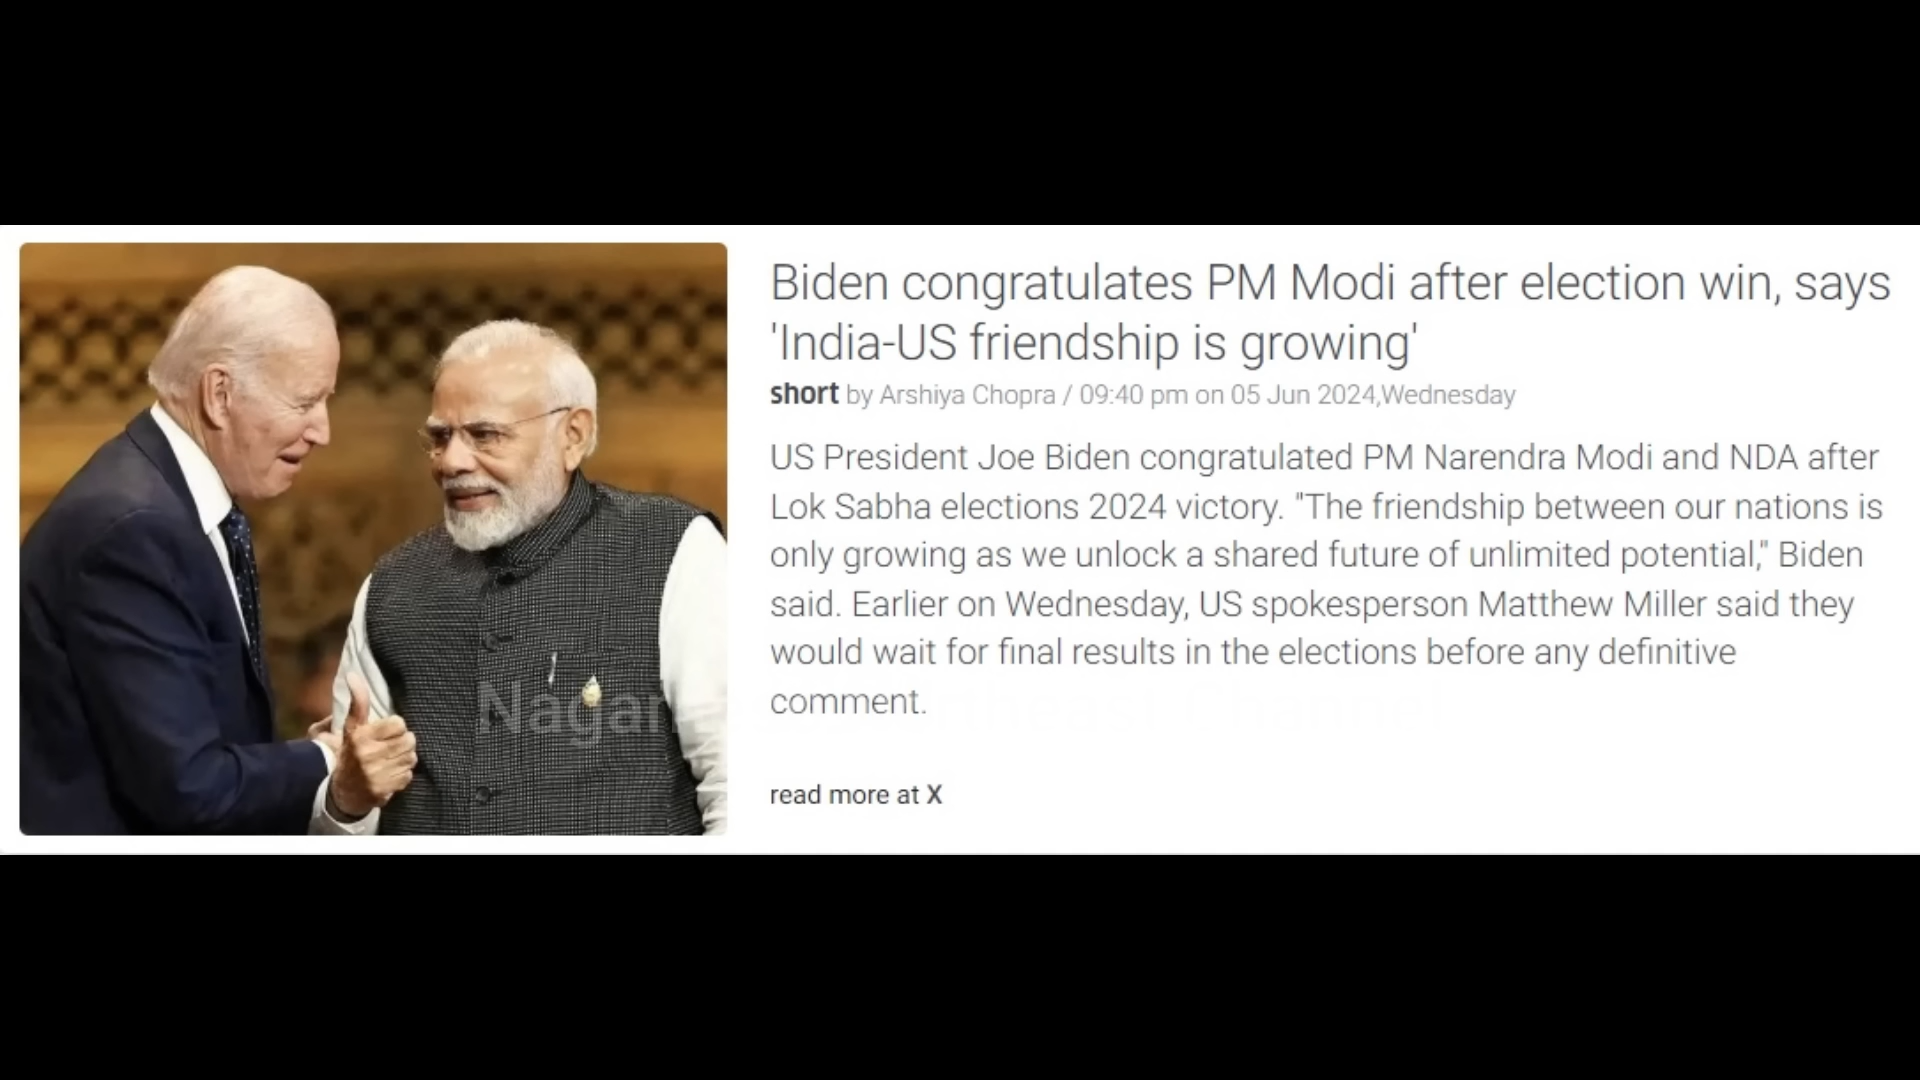 Biden congratulates PM Modi after election win, says
'India-US friendship is growing'
short by Arshiya Chopra / 09:40 pm on 05 Jun 2024,Wednesday
US President Joe Biden congratulated PM Narendra Modi and NDA after
Lok Sabha elections 2024 victory. "The friendship between our nations is
only growing as we unlock a shared future of unlimited potential," Biden
said. Earlier on Wednesday, US spokesperson Matthew Miller said they
would wait for final results in the elections before any definitive
comment.
read more at X